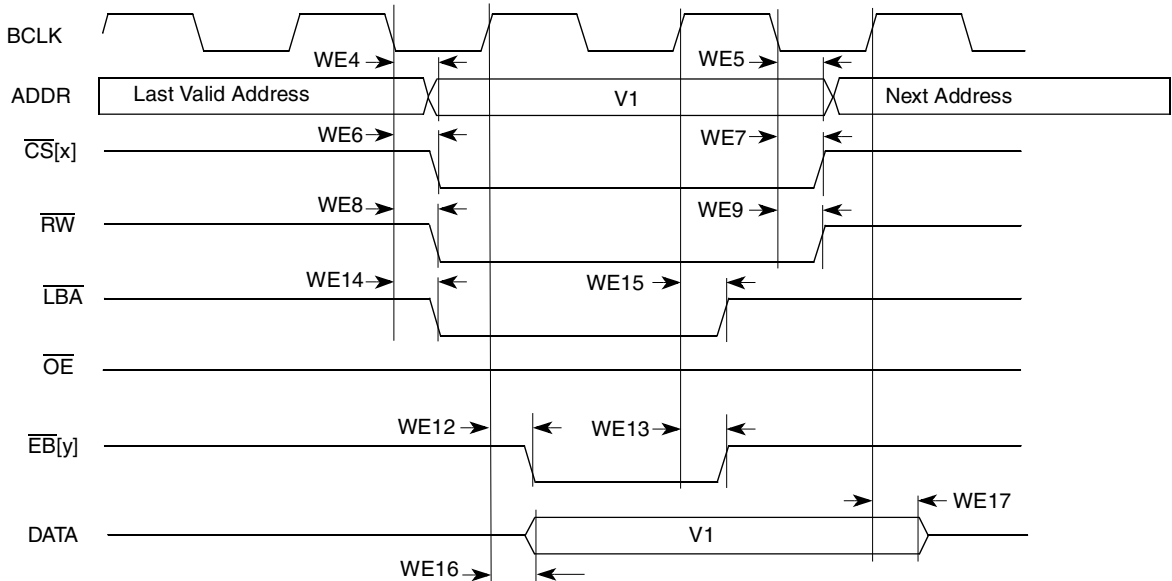 BCLK
WE4
WE5
ADDR
Last Valid Address
V1
Next Address
WE6
WE7
CS[x]
WE8
WE9
RW
WE14
WE15
LBA
OE
WE12
WE13
EB[y]
WE17
DATA
V1
WE16